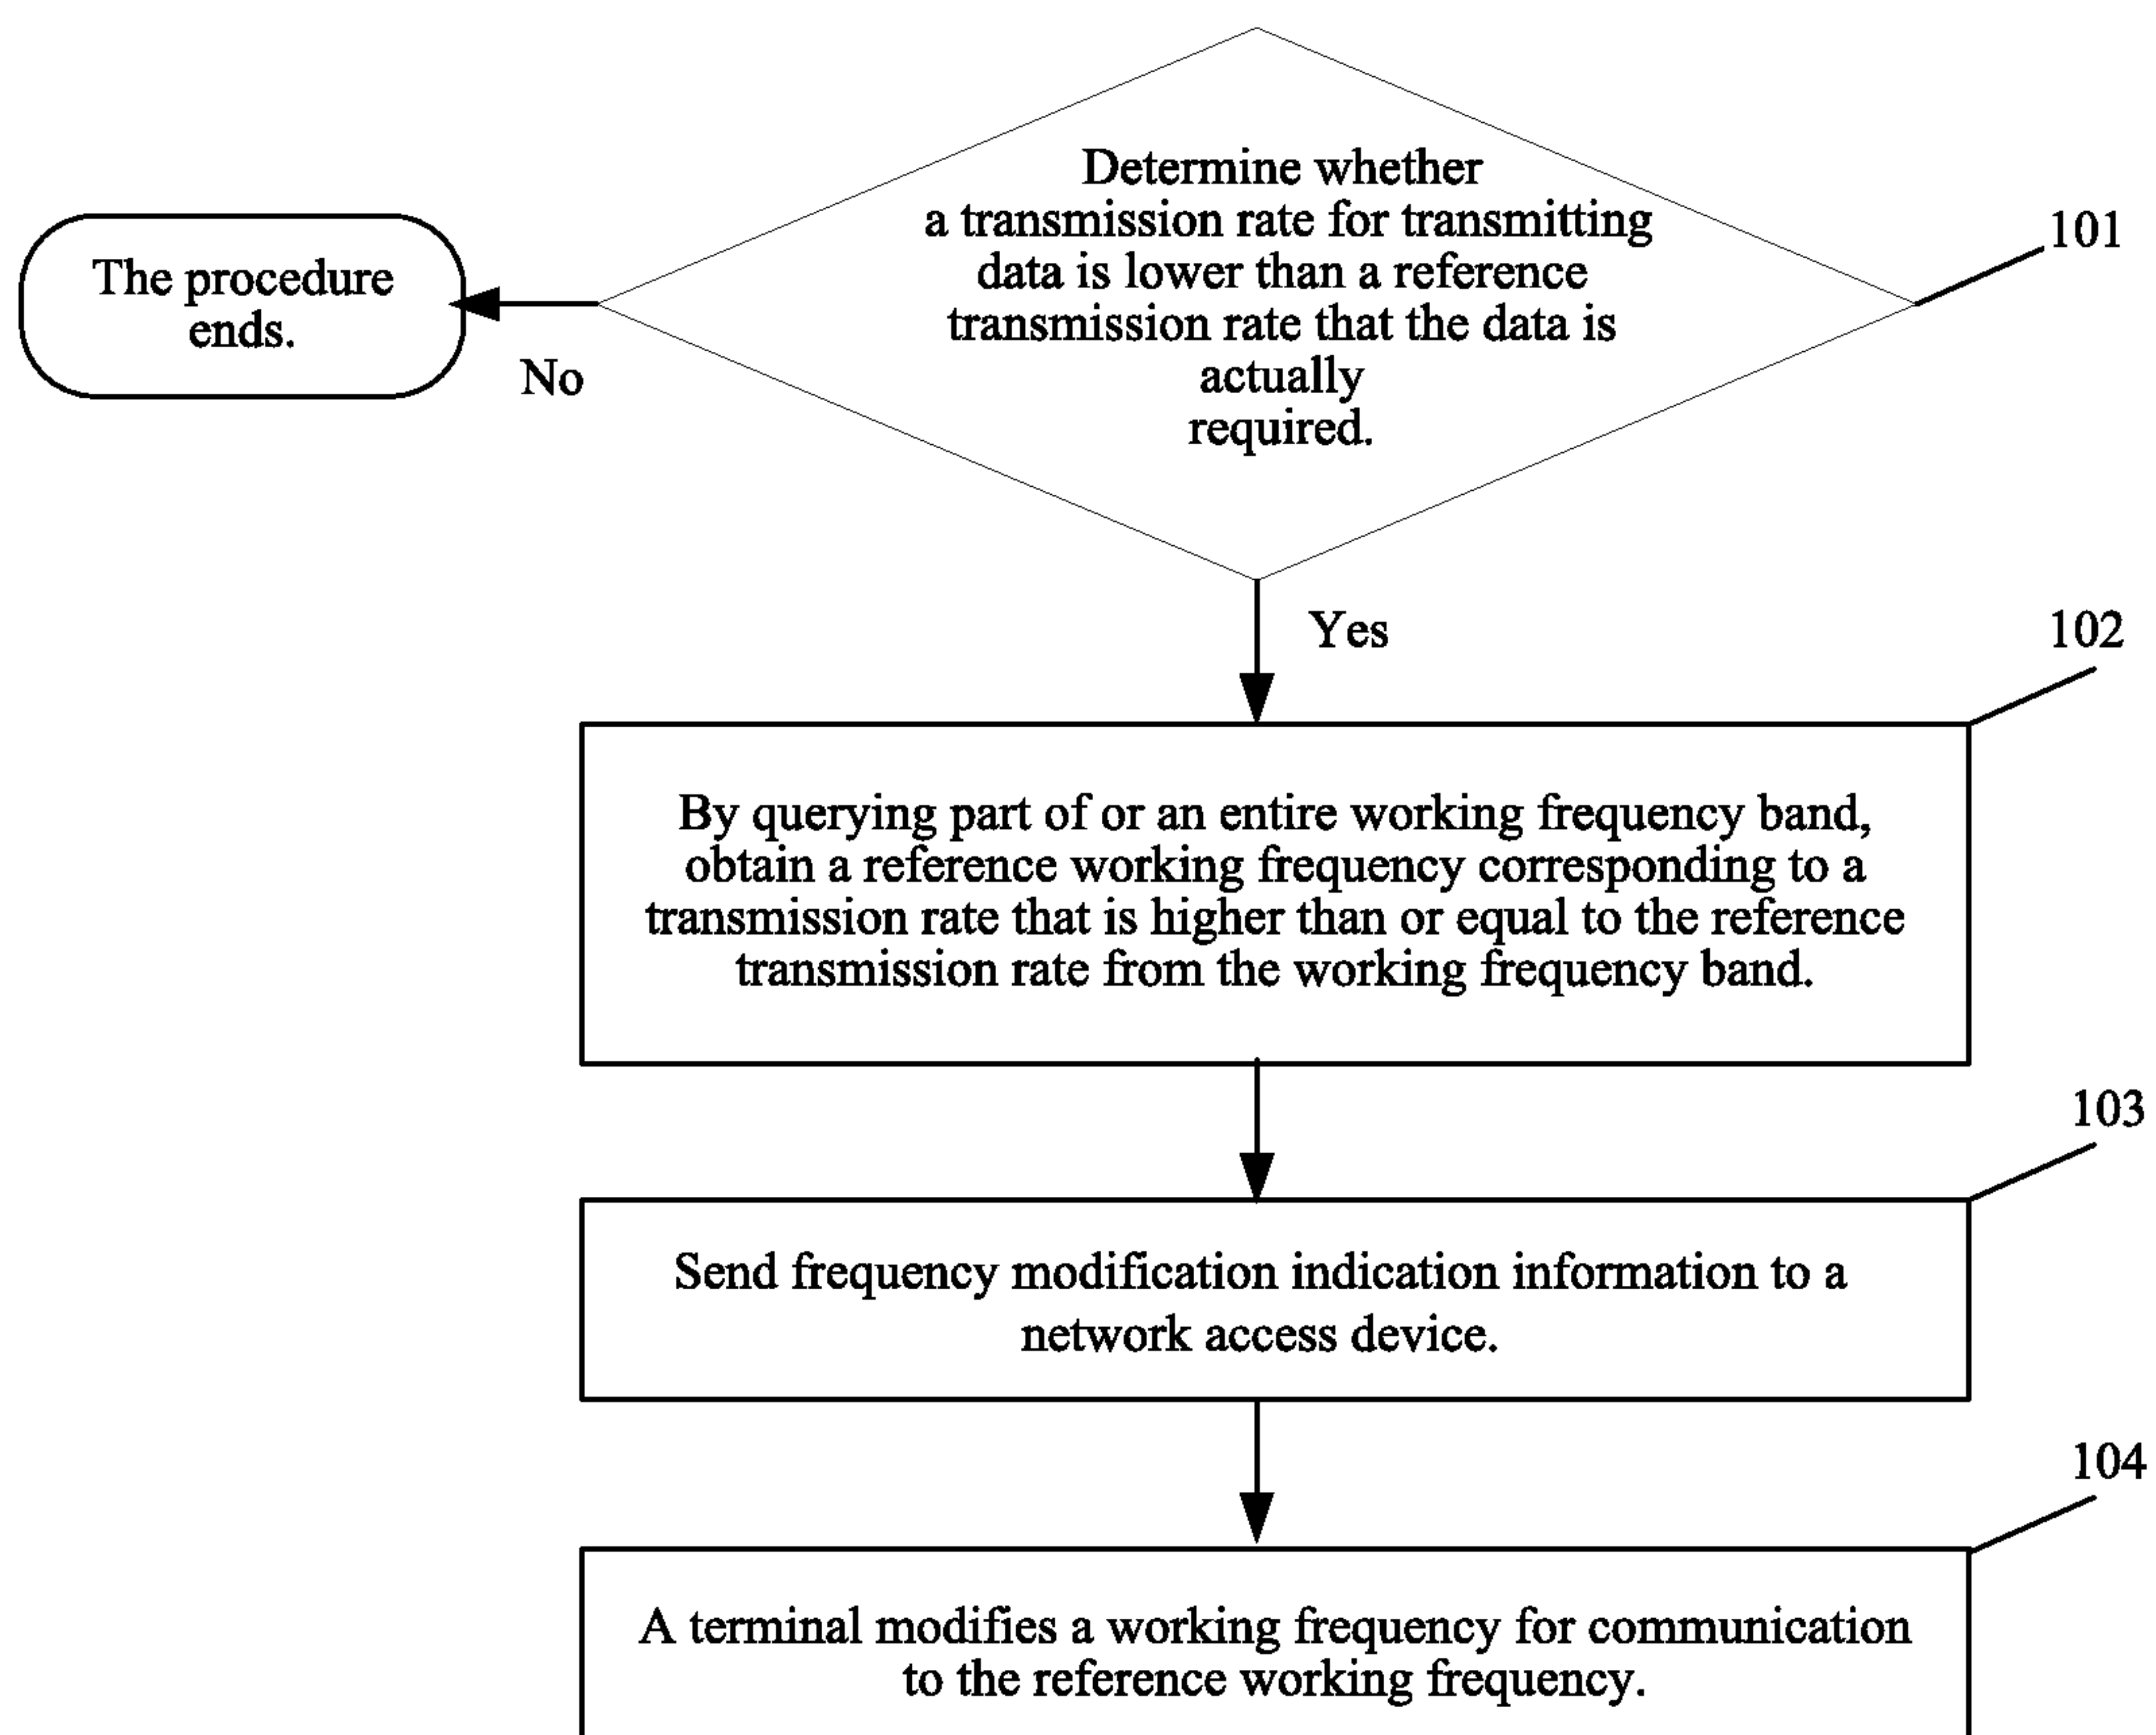 Determine whether
a transmission rate for transmitting
data is lower than a reference
transmission rate that the data is
actually
required.
101
The procedure
ends.
No
Yes
102
By querying part of or an entire working frequency band,
obtain a reference working frequency corresponding to a
transmission rate that is higher than or equal to the reference
transmission rate from the working frequency band.
103
Send frequency modification indication information to a
network access device.
104
A terminal modifies a working frequency for communication
to the reference working frequency.